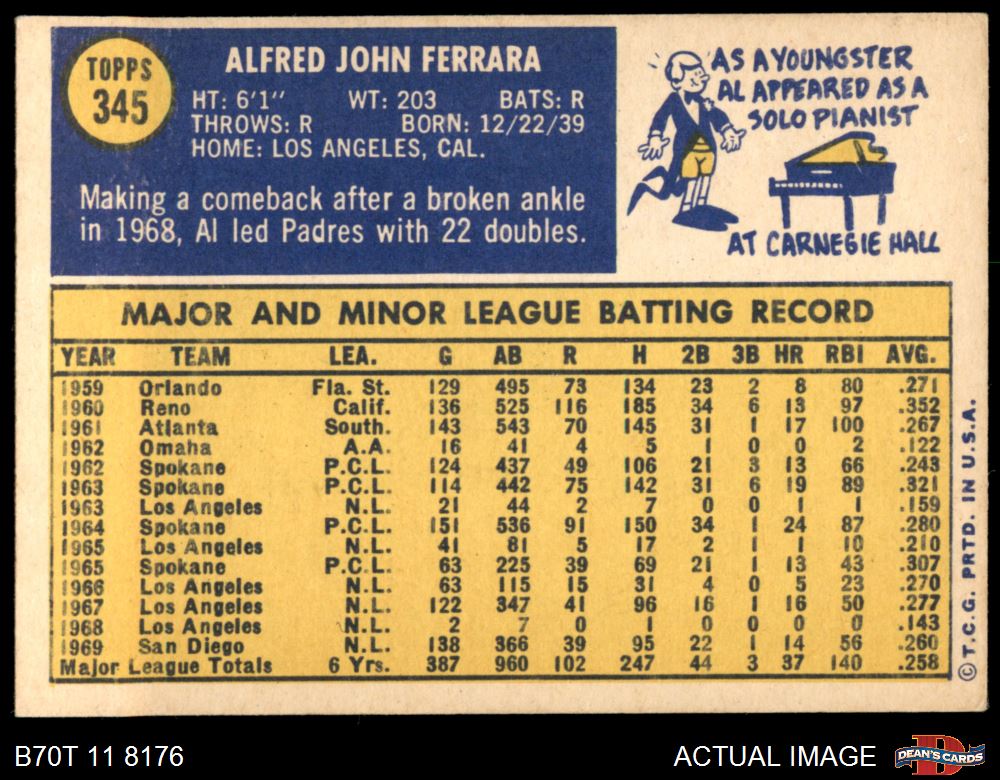 TOPPS
345
ALFRED JOHN FERRARA
HT: 6'1" WT: 203 BATS: R
THROWS: R BORN: 12/22/39
HOME: LOS ANGELES, CAL.
Making a comeback after a broken ankle
in 1968, Al led Padres with 22 doubles.
AS A YOUNGSTER
AL APPEARED AS A
SOLO PIANIST
AT CARNEGIE HALL
MAJOR AND MINOR LEAGUE BATTING RECORD
YEAR TEAM LEA. G AB R H 2B 3B HR RBI AVG.
1959 Orlando Fla. St. 129 495 73 134 23 2 8 80 .271
1960 Reno Calif. 136 525 116 185 34 6 13 97 .352
1961 Atlanta South. 143 543 70 145 31 1 17 100 .267
1962 Omaha A.A. 16 41 4 5 1 0 0 2 .122
1962 Spokane P.C.L. 124 437 49 106 21 3 13 66 .243
1963 Spokane P.C.L. 114 442 75 142 31 6 19 89 .321
1963 Los Angeles N.L. 21 44 2 7 0 0 1 1 .159
1964 Spokane P.C.L. 151 536 91 150 34 1 24 87 .280
1965 Los Angeles N.L. 41 81 5 17 2 1 1 10 .210
1965 Spokane P.C.L. 63 225 39 69 21 1 13 43 .307
1966 Los Angeles N.L. 63 115 15 31 4 0 5 23 .270
1967 Los Angeles N.L. 122 347 41 96 16 1 16 50 .277
1968 Los Angeles N.L. 2 7 0 1 0 0 0 0 .143
1969 San Diego N.L. 138 366 39 95 22 1 14 56 .260
Major League Totals 6 Yrs. 387 960 102 247 44 3 37 140 .258
© T.C.G. PRTD. IN U.S.A.
B70T 11 8176
ACTUAL IMAGE
DEAN'S CARDS